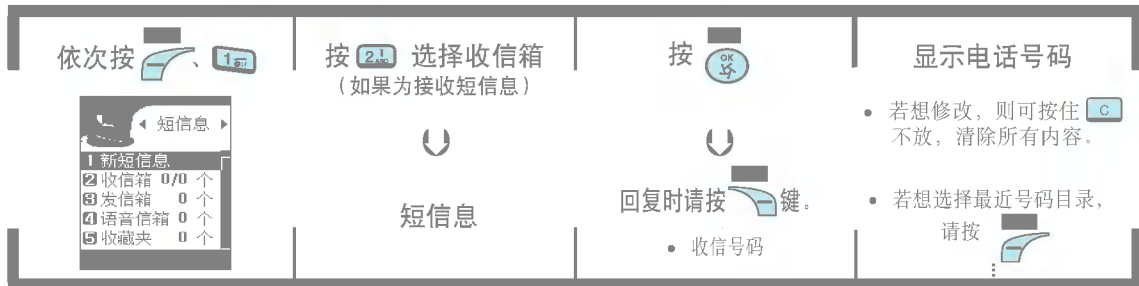 依次按 、1
短信息
1 新短信息
2 收信箱 0/0 个
3 发信箱 0 个
4 语音信箱 0 个
5 收藏夹 0 个
按 2 ABC 选择收信箱
(如果为接收短信息)
短信息
按 OK
回复时请按 键。
• 收信号码
显示电话号码
• 若想修改，则可按住 C
不放，清除所有内容。
• 若想选择最近号码目录，
请按